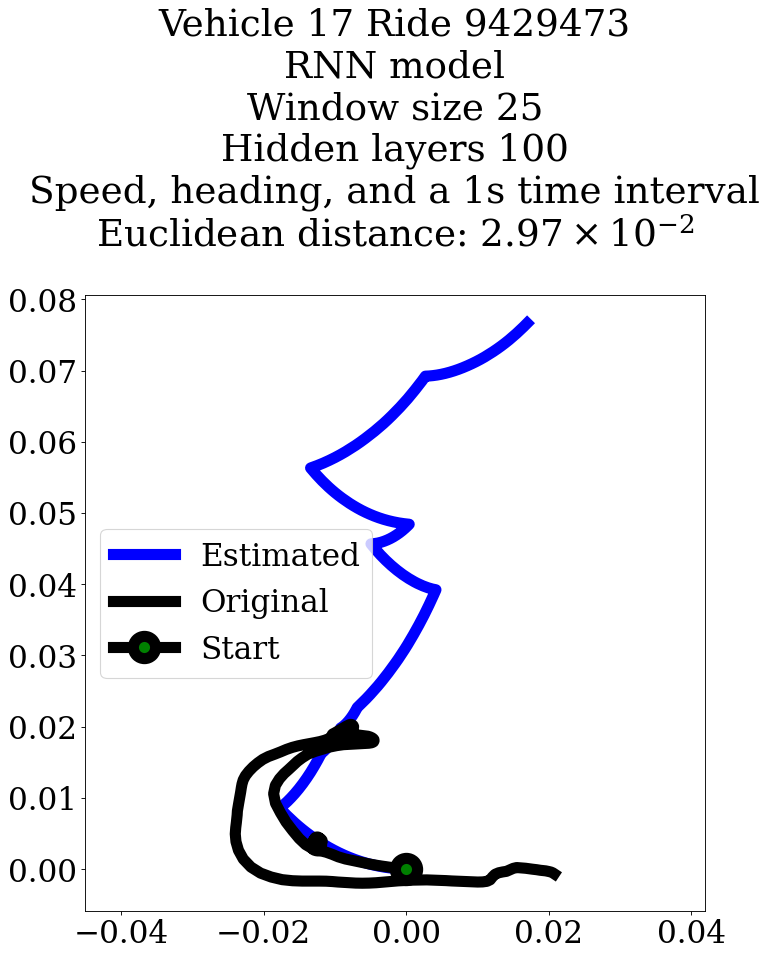 Vehicle 17 Ride 9429473
RNN model
Window size 25
Hidden layers 100
Speed, heading, and a 1s time interval
Euclidean distance: 2.97 × 10⁻²
0.08
0.07
0.06
0.05
0.04
0.03
0.02
0.01
0.00
Estimated
Original
Start
−0.04 −0.02 0.00 0.02 0.04